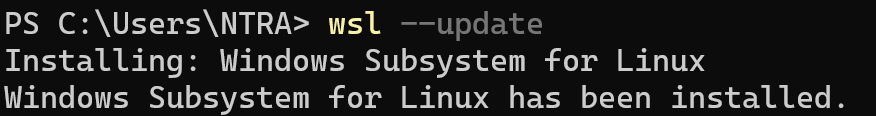 PS C:\Users\NTRA> wsl --update
Installing: Windows Subsystem for Linux
Windows Subsystem for Linux has been installed.